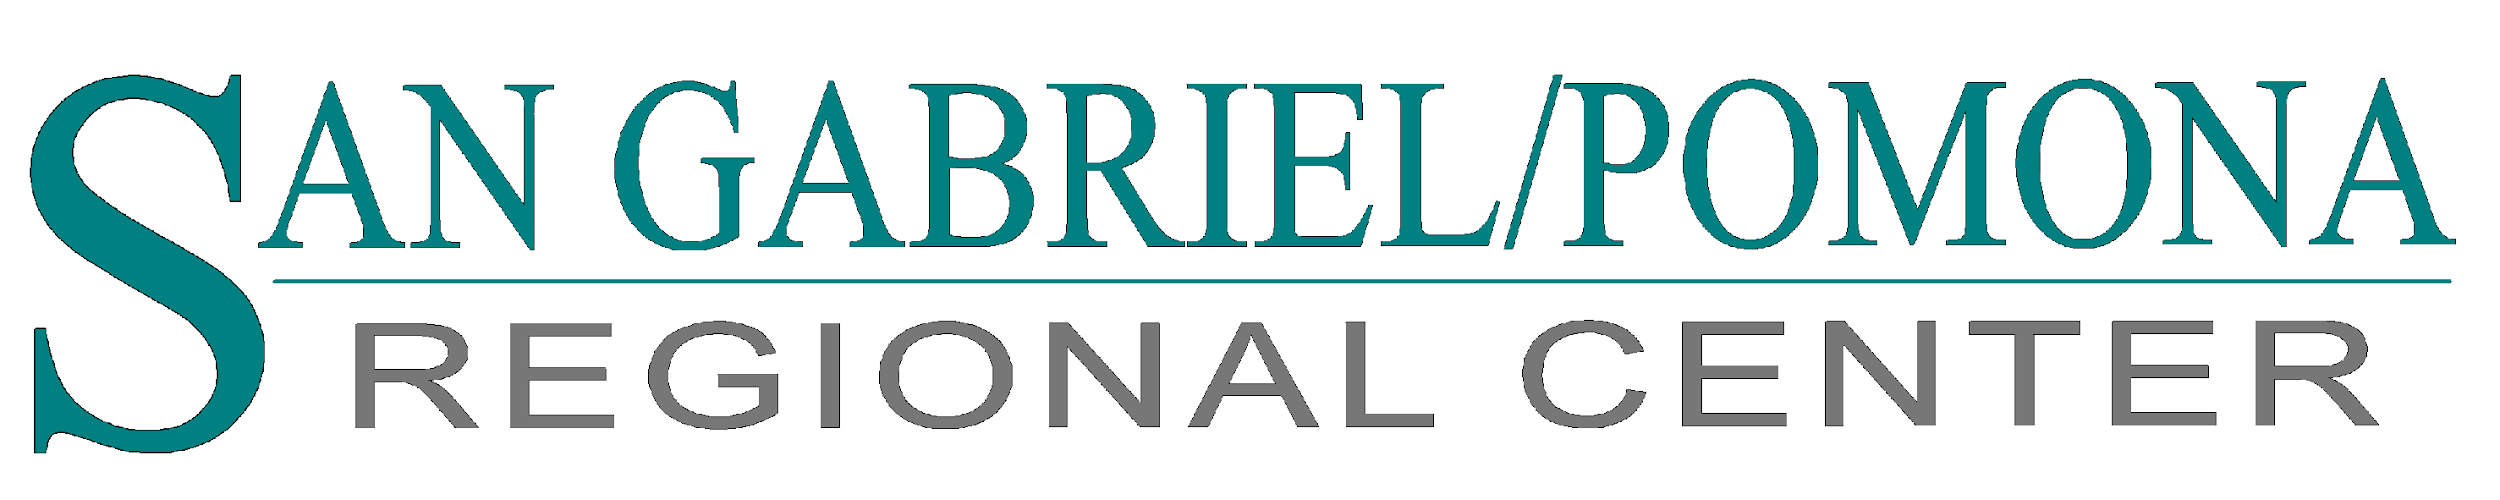 SAN GABRIEL/POMONA
REGIONAL CENTER